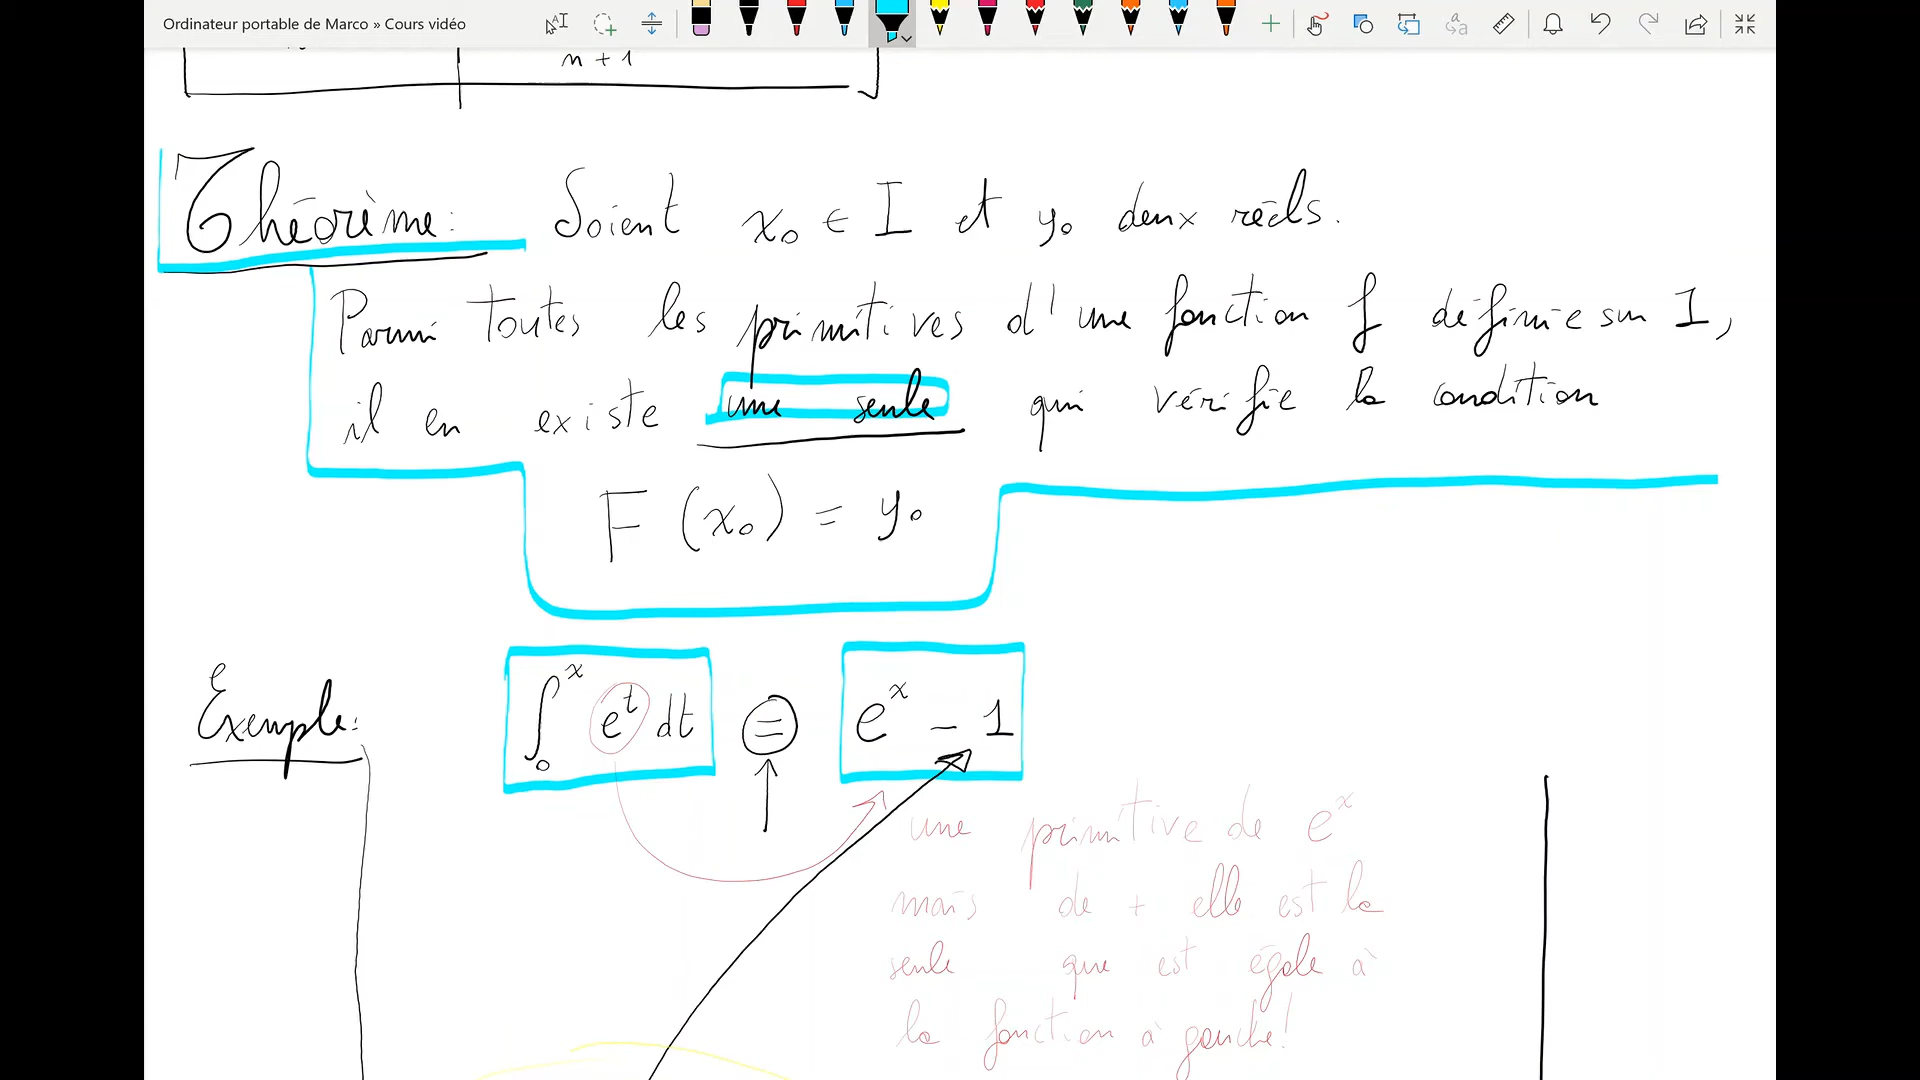 Ordinateur portable de Marco » Cours vidéo
n + 1
Théorème: Soient x₀ ∈ I et y₀ deux réels.
Parmi toutes les primitives d'une fonction f définie sur I,
il en existe une seule qui vérifie la condition
F (x₀) = y₀
Exemple: ∫₀ˣ eᵗ dt = eˣ - 1
une primitive de eˣ
mais de + elle est la
seule que est égale à
la fonction à gauche!